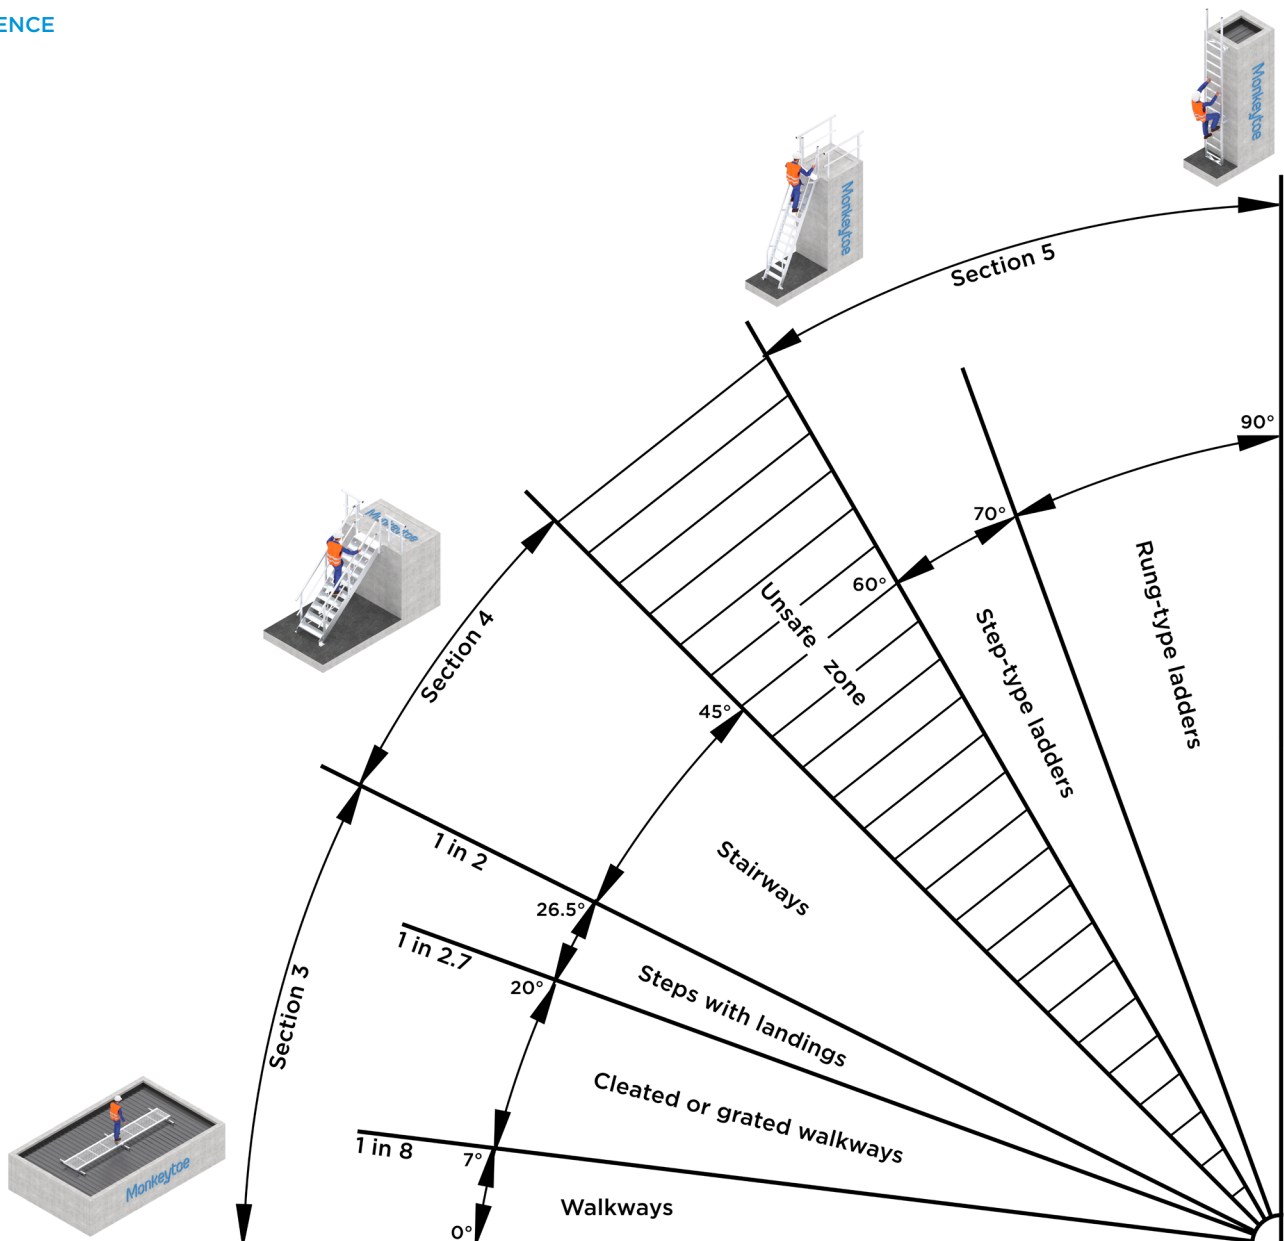 ENCE
Monkeytoe
Monkeytoe
Section 5
90°
70°
Rung-type ladders
60°
Unsafe zone
Step-type ladders
Monkeytoe
Section 4
45°
Stairways
1 in 2
26.5°
1 in 2.7
20°
Steps with landings
Section 3
Cleated or grated walkways
Monkeytoe
1 in 8
7°
Walkways
0°